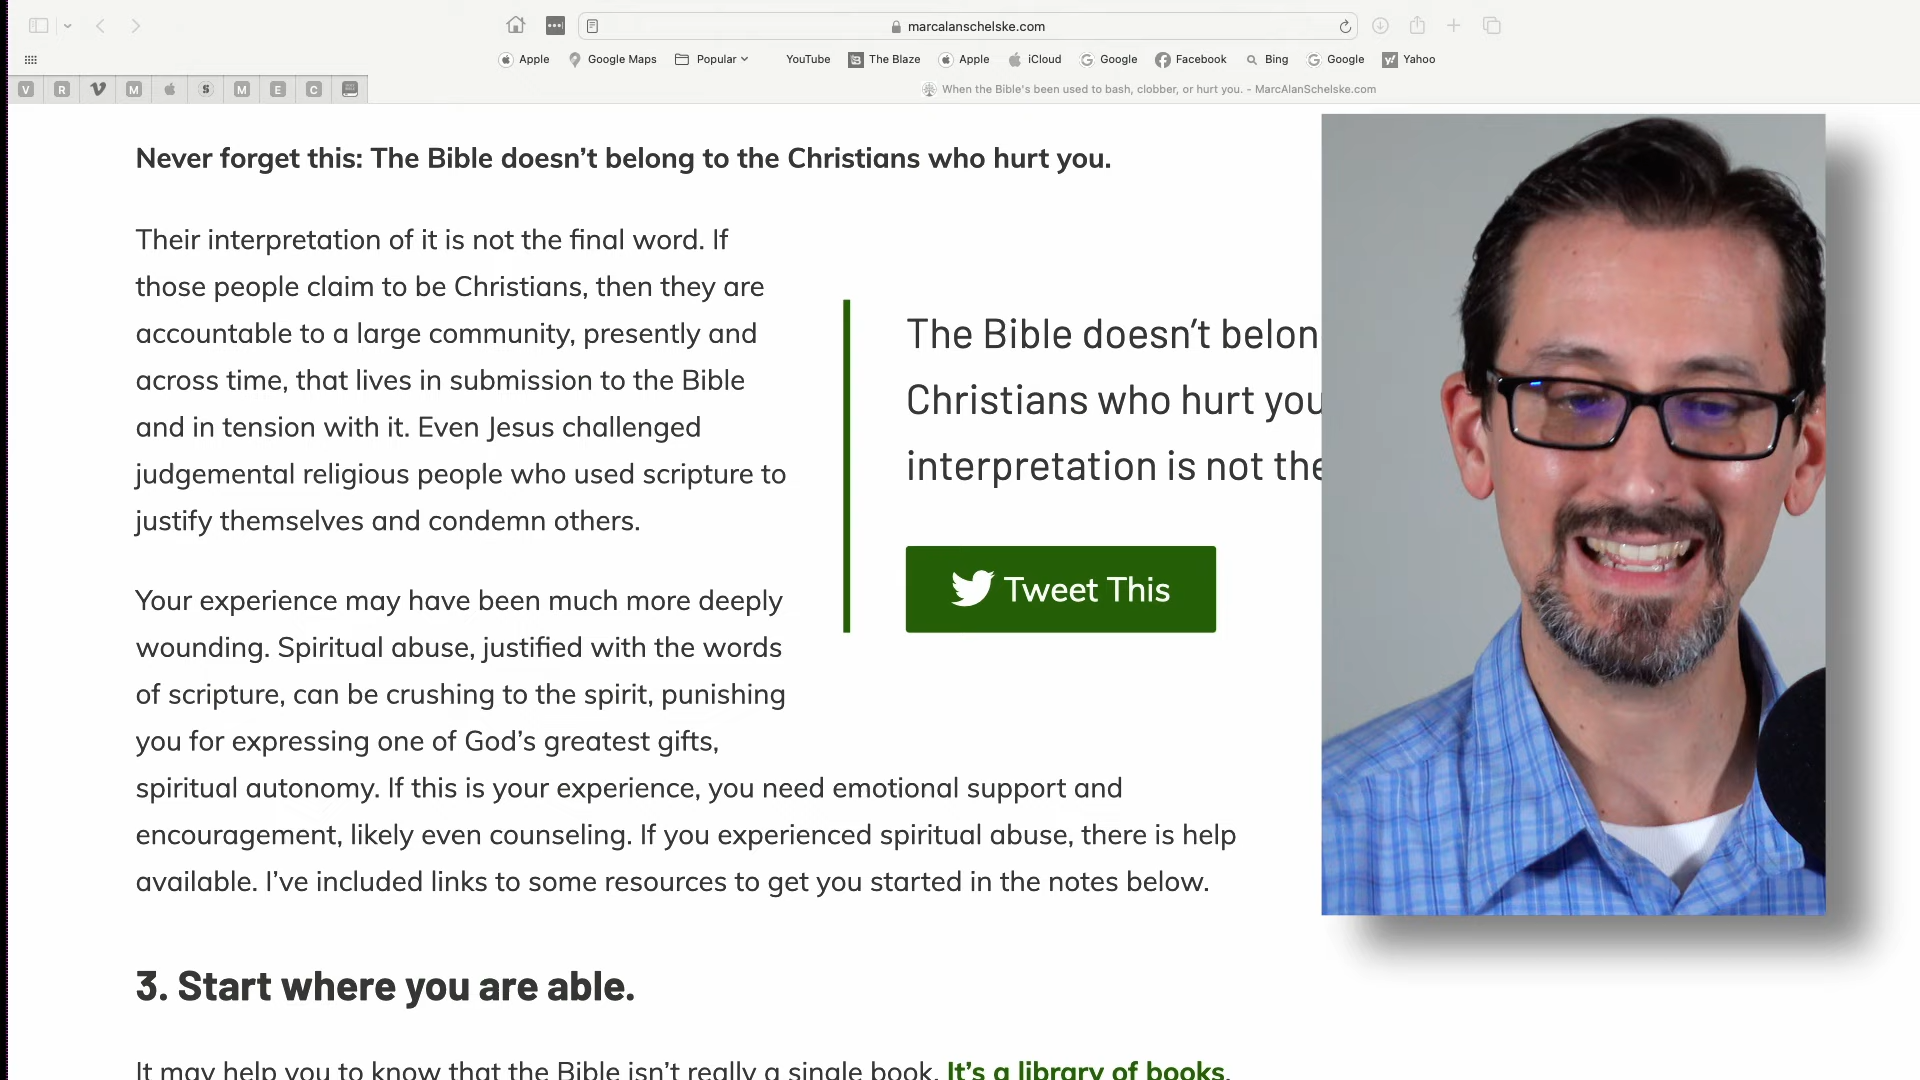 marcalanschelske.com
Apple Google Maps Popular YouTube The Blaze Apple iCloud Google Facebook Bing Google Yahoo
V R M S M E C
When the Bible's been used to bash, clobber, or hurt you. - MarcAlanSchelske.com
Never forget this: The Bible doesn’t belong to the Christians who hurt you.
Their interpretation of it is not the final word. If
those people claim to be Christians, then they are
accountable to a large community, presently and
across time, that lives in submission to the Bible
and in tension with it. Even Jesus challenged
judgemental religious people who used scripture to
justify themselves and condemn others.
The Bible doesn’t belon
Christians who hurt you
interpretation is not the
Tweet This
Your experience may have been much more deeply
wounding. Spiritual abuse, justified with the words
of scripture, can be crushing to the spirit, punishing
you for expressing one of God’s greatest gifts,
spiritual autonomy. If this is your experience, you need emotional support and
encouragement, likely even counseling. If you experienced spiritual abuse, there is help
available. I’ve included links to some resources to get you started in the notes below.
3. Start where you are able.
It may help you to know that the Bible isn’t really a single book. It’s a library of books.